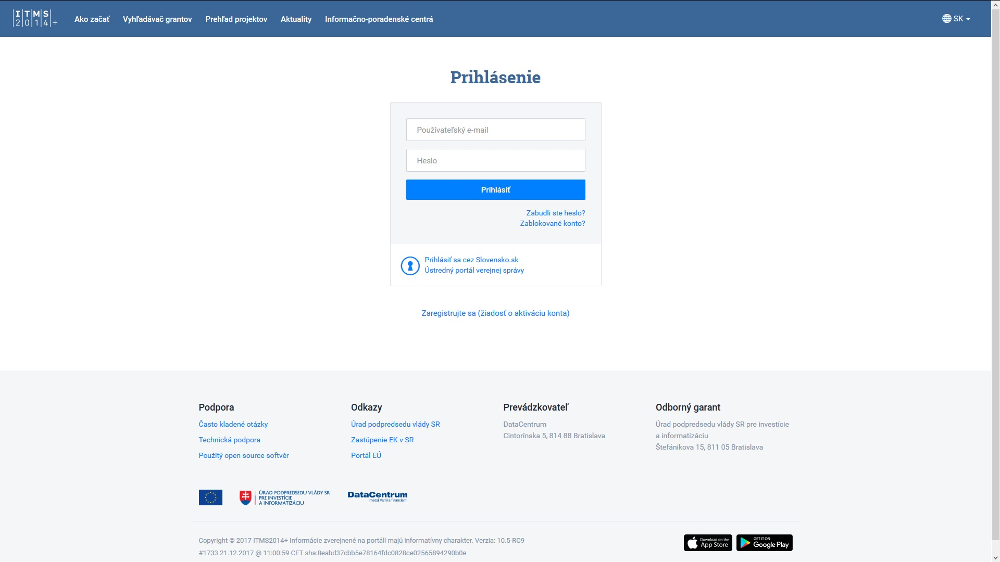 ITMS
2014+
Ako začať
Vyhľadávač grantov
Prehľad projektov
Aktuality
Informačno-poradenské centrá
SK
Prihlásenie
Používateľský e-mail
Heslo
Prihlásiť
Zabudli ste heslo?
Zablokované konto?
Prihlásiť sa cez Slovensko.sk
Ústredný portál verejnej správy
Zaregistrujte sa (žiadosť o aktiváciu konta)
Podpora
Často kladené otázky
Technická podpora
Použitý open source softvér
Odkazy
Úrad podpredsedu vlády SR
Zastúpenie EK v SR
Portál EÚ
Prevádzkovateľ
DataCentrum
Cintorínska 5, 814 88 Bratislava
Odborný garant
Úrad podpredsedu vlády SR pre investície
a informatizáciu
Štefánikova 15, 811 05 Bratislava
ÚRAD PODPREDSEDU VLÁDY SR
PRE INVESTÍCIE
A INFORMATIZÁCIU
DataCentrum
medzi Vami a financiami
Copyright © 2017 ITMS2014+ Informácie zverejnené na portáli majú informatívny charakter. Verzia: 10.5-RC9
#1733 21.12.2017 @ 11:00:59 CET sha:8eabd37cbb5e78164fdc0828ce02565894290b0e
Download on the
App Store
GET IT ON
Google Play